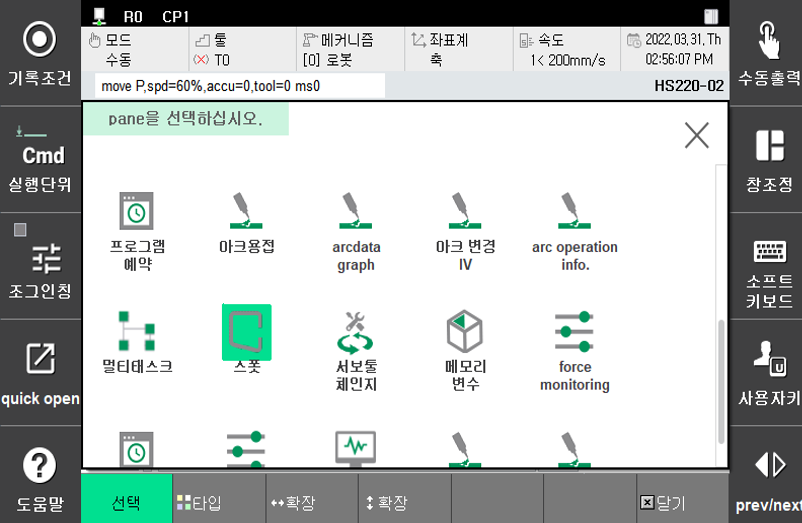 R0 CP1
기록조건
모드
수동
툴
(X) T0
메커니즘
[0] 로봇
좌표계
축
속도
1< 200mm/s
2022.03.31. Th
02:56:07 PM
수동출력
move P,spd=60%,accu=0,tool=0 ms0
HS220-02
pane을 선택하십시오.
Cmd
실행단위
창조정
프로그램
예약
아크용접
arcdata
graph
아크 변경
IV
arc operation
info.
조그인칭
소프트
키보드
멀티태스크
스폿
서보툴
체인지
메모리
변수
force
monitoring
quick open
사용자키
도움말
선택
타입
확장
확장
닫기
prev/next